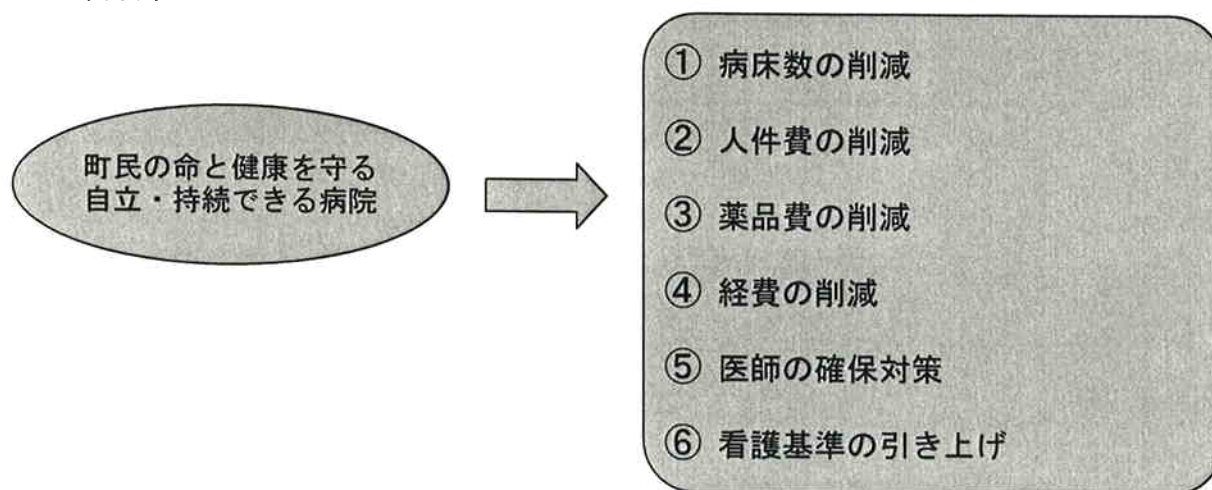 町民の命と健康を守る
自立・持続できる病院
① 病床数の削減
② 人件費の削減
③ 薬品費の削減
④ 経費の削減
⑤ 医師の確保対策
⑥ 看護基準の引き上げ